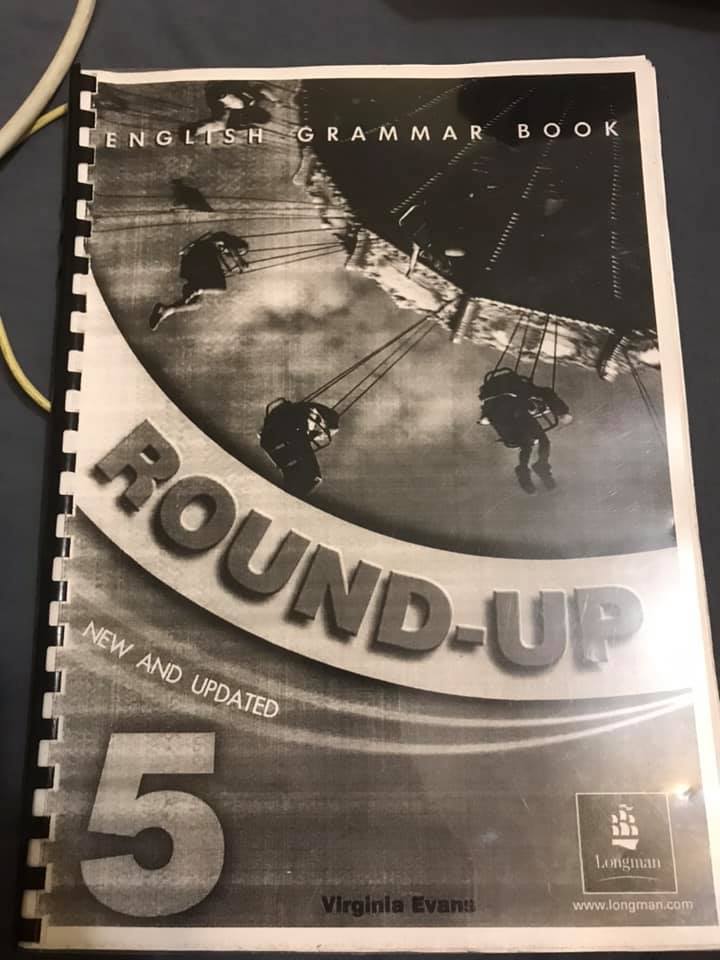 ENGLISH GRAMMAR BOOK
ROUND-UP
NEW AND UPDATED
5
Virginia Evans
Longman
www.longman.com